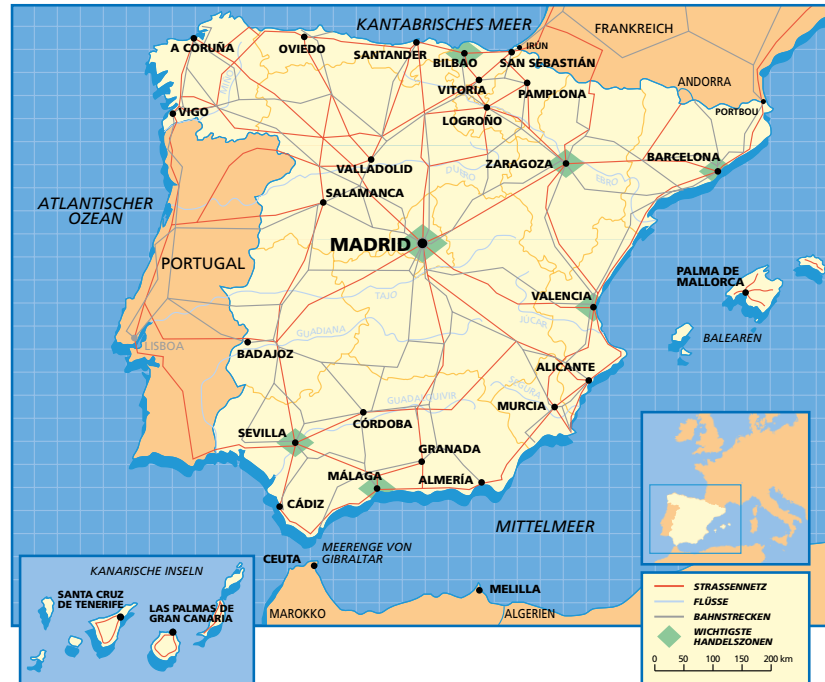 KANTABRISCHES MEER
FRANKREICH
A CORUÑA
OVIEDO
SANTANDER
BILBAO
IRÚN
SAN SEBASTIÁN
VITORIA
PAMPLONA
ANDORRA
MIÑO
VIGO
LOGROÑO
PORTBOU
VALLADOLID
DUERO
ZARAGOZA
EBRO
BARCELONA
SALAMANCA
ATLANTISCHER
OZEAN
MADRID
PORTUGAL
PALMA DE
MALLORCA
TAJO
VALENCIA
JÚCAR
GUADIANA
BALEAREN
LISBOA
BADAJOZ
ALICANTE
SEGURA
GUADALQUIVIR
MURCIA
CÓRDOBA
SEVILLA
GRANADA
MÁLAGA
ALMERÍA
CÁDIZ
MITTELMEER
MEERENGE VON
GIBRALTAR
CEUTA
MELILLA
MAROKKO
ALGERIEN
KANARISCHE INSELN
SANTA CRUZ
DE TENERIFE
LAS PALMAS DE
GRAN CANARIA
STRASSENNETZ
FLÜSSE
BAHNSTRECKEN
WICHTIGSTE
HANDELSZONEN
0 50 100 150 200 km